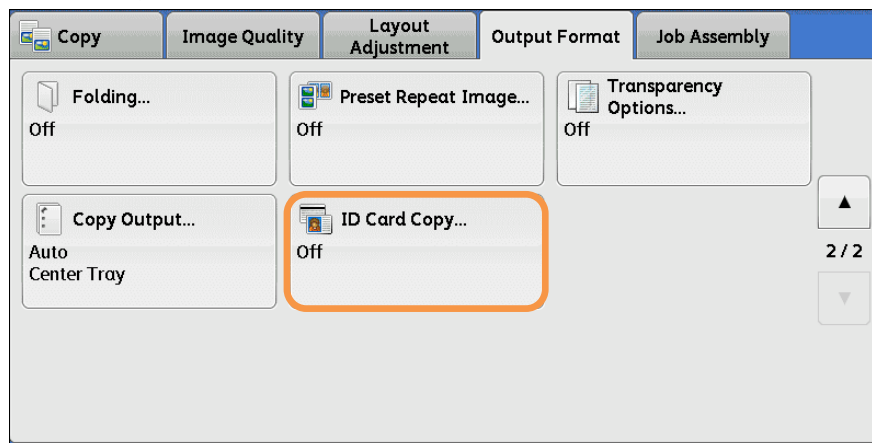 Copy
Image Quality
Layout
Adjustment
Output Format
Job Assembly
Folding...
Off
Preset Repeat Image...
Off
Transparency
Options...
Off
Copy Output...
Auto
Center Tray
ID Card Copy...
Off
2 / 2